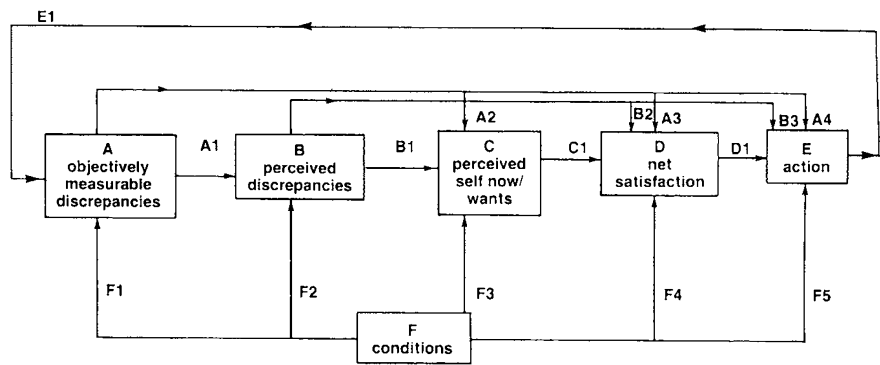 E1
A2
B2
A3
B3
A4
A
objectively
measurable
discrepancies
A1
B
perceived
discrepancies
B1
C
perceived
self now/
wants
C1
D
net
satisfaction
D1
E
action
F1
F2
F3
F4
F5
F
conditions